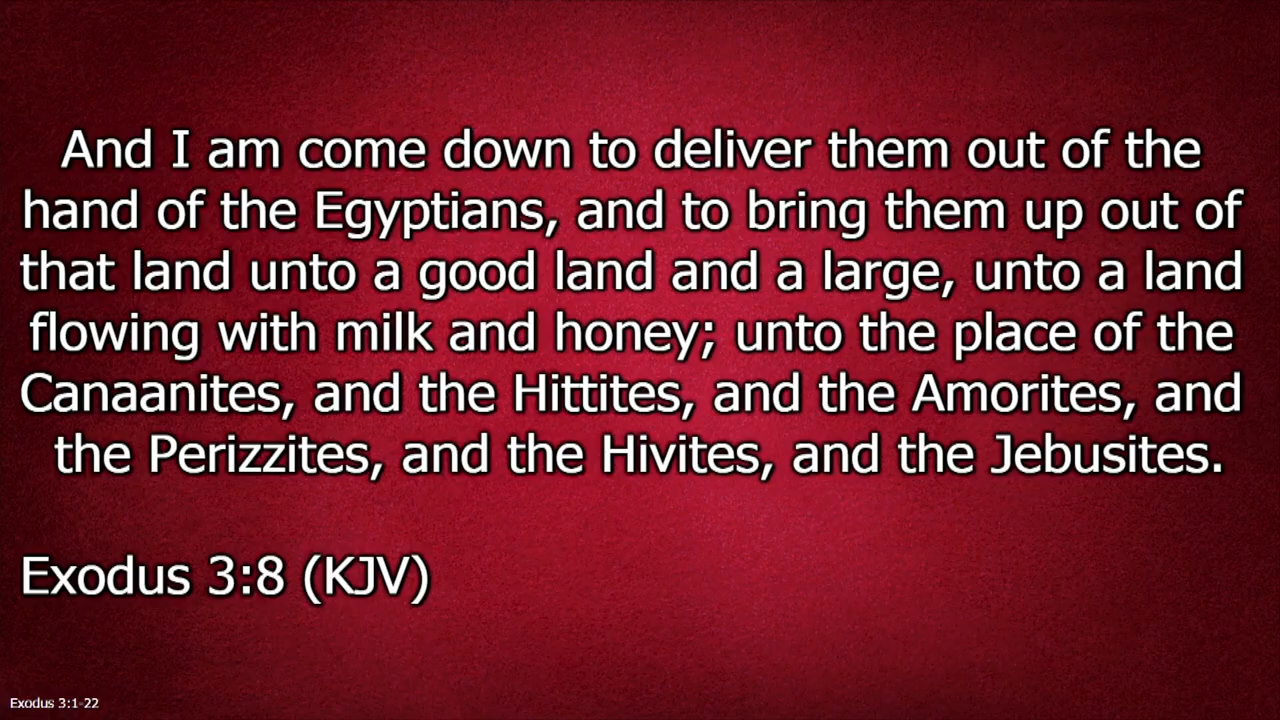 And I am come down to deliver them out of the
hand of the Egyptians, and to bring them up out of
that land unto a good land and a large, unto a land
flowing with milk and honey; unto the place of the
Canaanites, and the Hittites, and the Amorites, and
the Perizzites, and the Hivites, and the Jebusites.
Exodus 3:8 (KJV)
Exodus 3:1-22